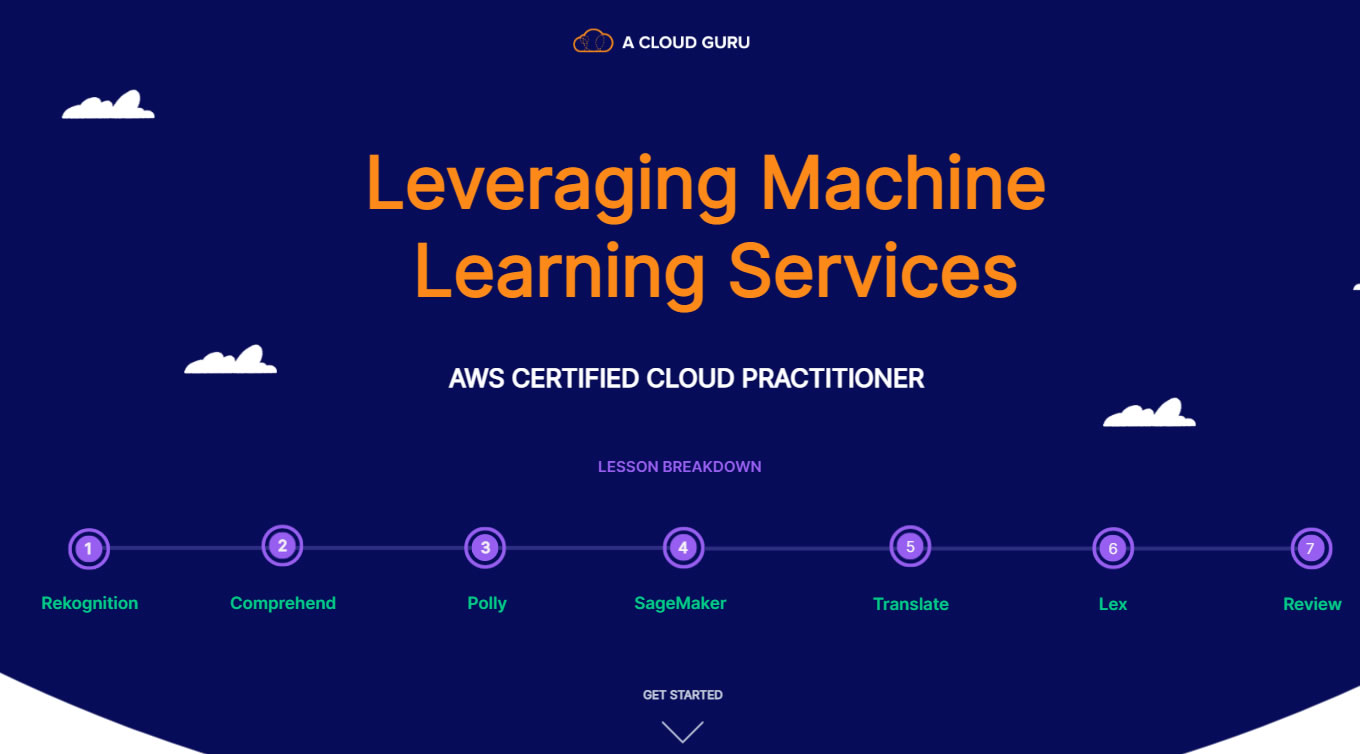 A CLOUD GURU
Leveraging Machine
Learning Services
AWS CERTIFIED CLOUD PRACTITIONER
LESSON BREAKDOWN
1 2 3 4 5 6 7
Rekognition Comprehend Polly SageMaker Translate Lex Review
GET STARTED